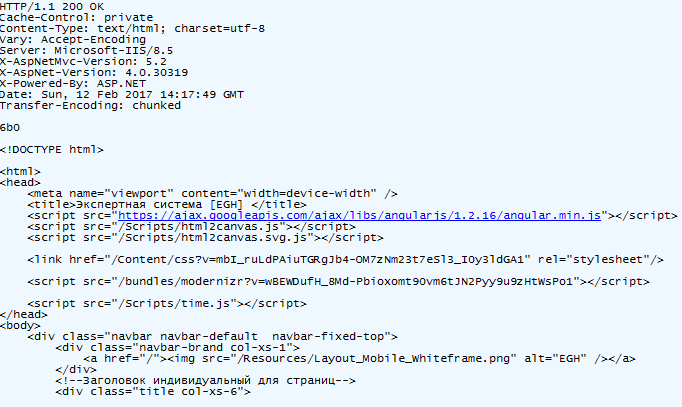 HTTP/1.1 200 OK
Cache-Control: private
Content-Type: text/html; charset=utf-8
Vary: Accept-Encoding
Server: Microsoft-IIS/8.5
X-AspNetMvc-Version: 5.2
X-AspNet-Version: 4.0.30319
X-Powered-By: ASP.NET
Date: Sun, 12 Feb 2017 14:17:49 GMT
Transfer-Encoding: chunked

6b0

<!DOCTYPE html>

<html>
<head>
    <meta name="viewport" content="width=device-width" />
    <title>Экспертная система [EGH] </title>
    <script src="https://ajax.googleapis.com/ajax/libs/angularjs/1.2.16/angular.min.js"></script>
    <script src="/Scripts/html2canvas.js"></script>
    <script src="/Scripts/html2canvas.svg.js"></script>

    <link href="/Content/css?v=mbI_ruLdPAiuTGRgJb4-OM7zNm23t7eSl3_IOy3ldGA1" rel="stylesheet"/>

    <script src="/bundles/modernizr?v=wBEWDufH_8Md-Pbioxomt90vm6tJN2Pyy9u9zHtWsPo1"></script>

    <script src="/Scripts/time.js"></script>
</head>
<body>
    <div class="navbar navbar-default  navbar-fixed-top">
        <div class="navbar-brand col-xs-1">
            <a href="/"><img src="/Resources/Layout_Mobile_Whiteframe.png" alt="EGH" /></a>
        </div>
        <!--Заголовок индивидуальный для страниц-->
        <div class="title col-xs-6">